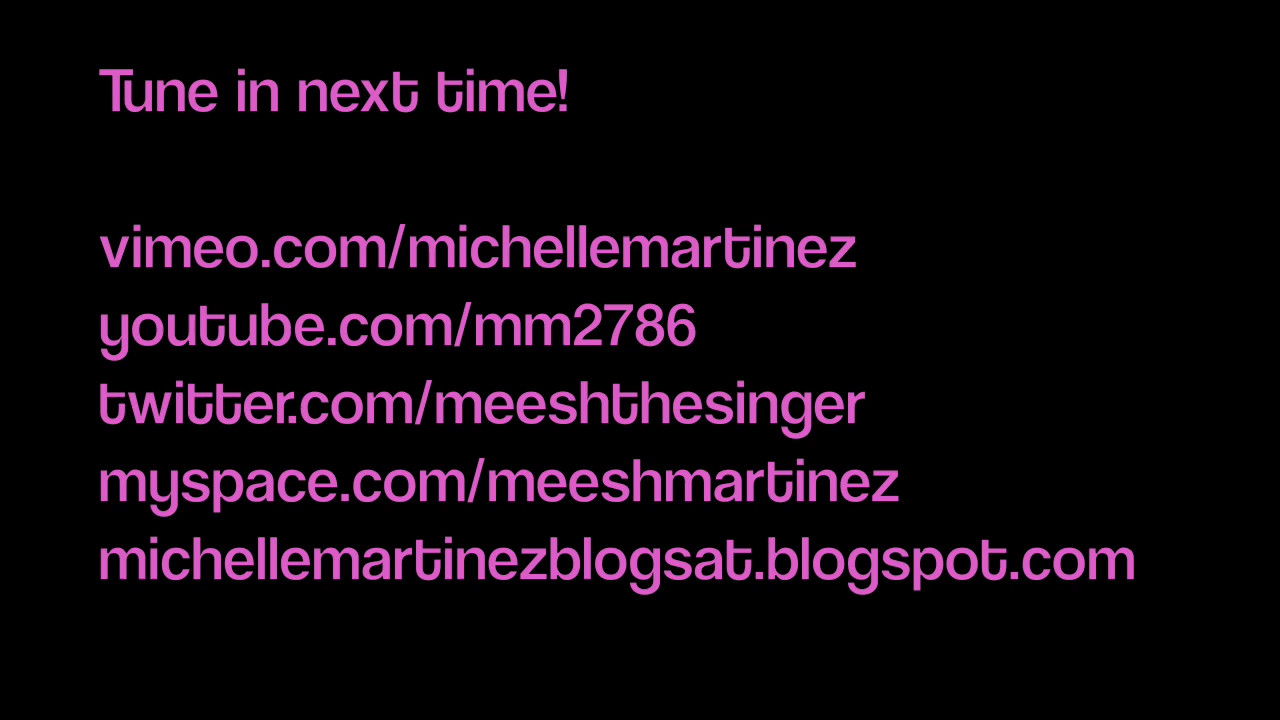 Tune in next time!
vimeo.com/michellemartinez
youtube.com/mm2786
twitter.com/meeshthesinger
myspace.com/meeshmartinez
michellemartinezblogsat.blogspot.com